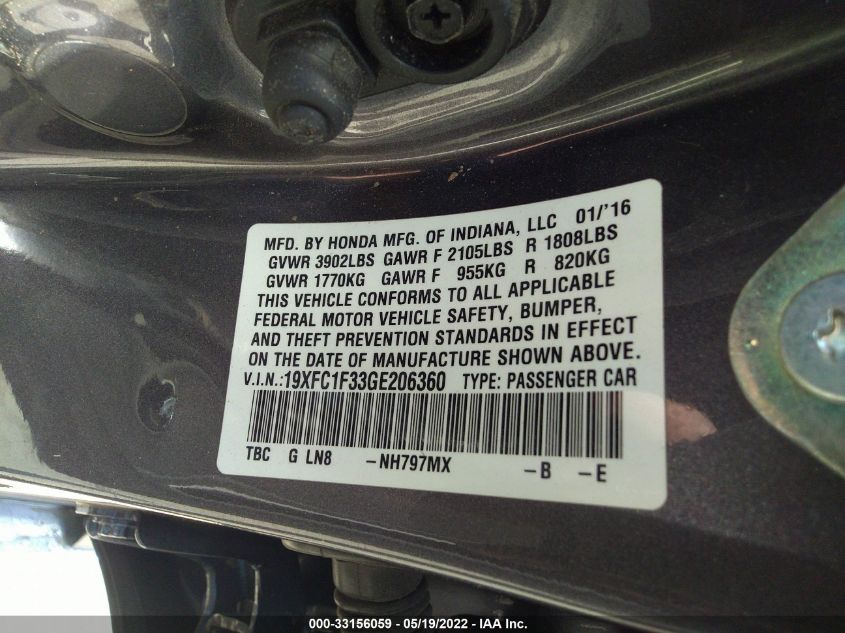 MFD. BY HONDA MFG. OF INDIANA, LLC 01/'16
GVWR 3902LBS GAWR F 2105LBS R 1808LBS
GVWR 1770KG GAWR F 955KG R 820KG
THIS VEHICLE CONFORMS TO ALL APPLICABLE
FEDERAL MOTOR VEHICLE SAFETY, BUMPER,
AND THEFT PREVENTION STANDARDS IN EFFECT
ON THE DATE OF MANUFACTURE SHOWN ABOVE.
V.I.N.:19XFC1F33GE206360 TYPE: PASSENGER CAR
TBC G LN8 -NH797MX -B -E
000-33156059 - 05/19/2022 - IAA Inc.